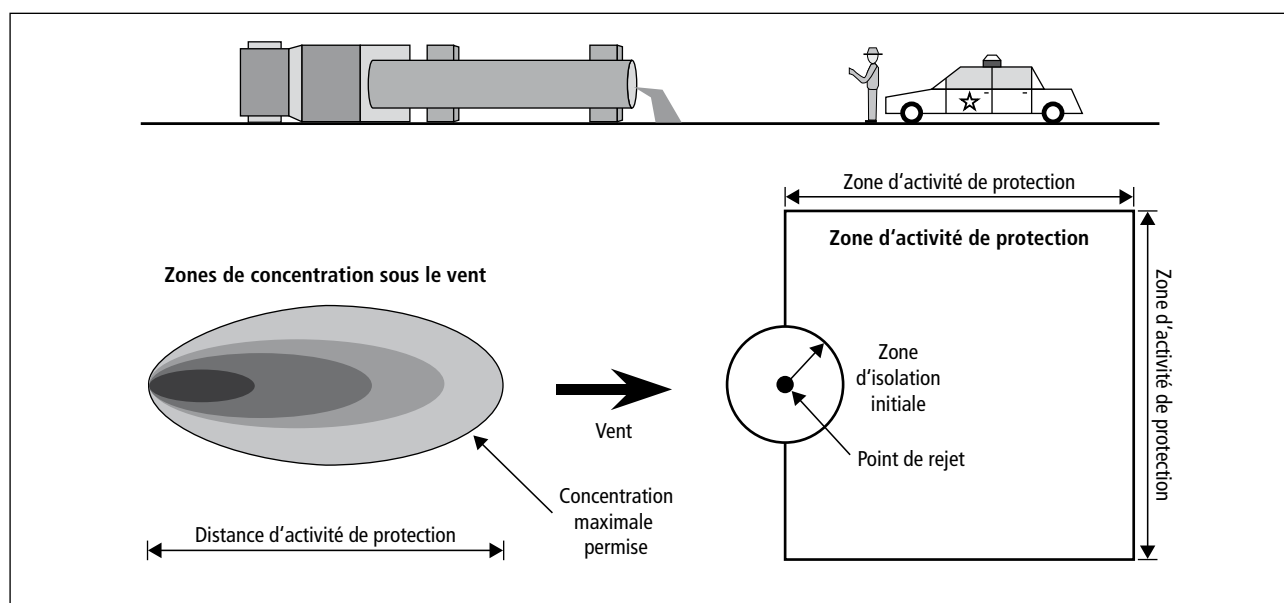 Zone d'activité de protection
Zone d'activité de protection
Zones de concentration sous le vent
Zone d'activité de protection
Zone
d'isolation
initiale
Vent
Point de rejet
Concentration
maximale
permise
Distance d'activité de protection